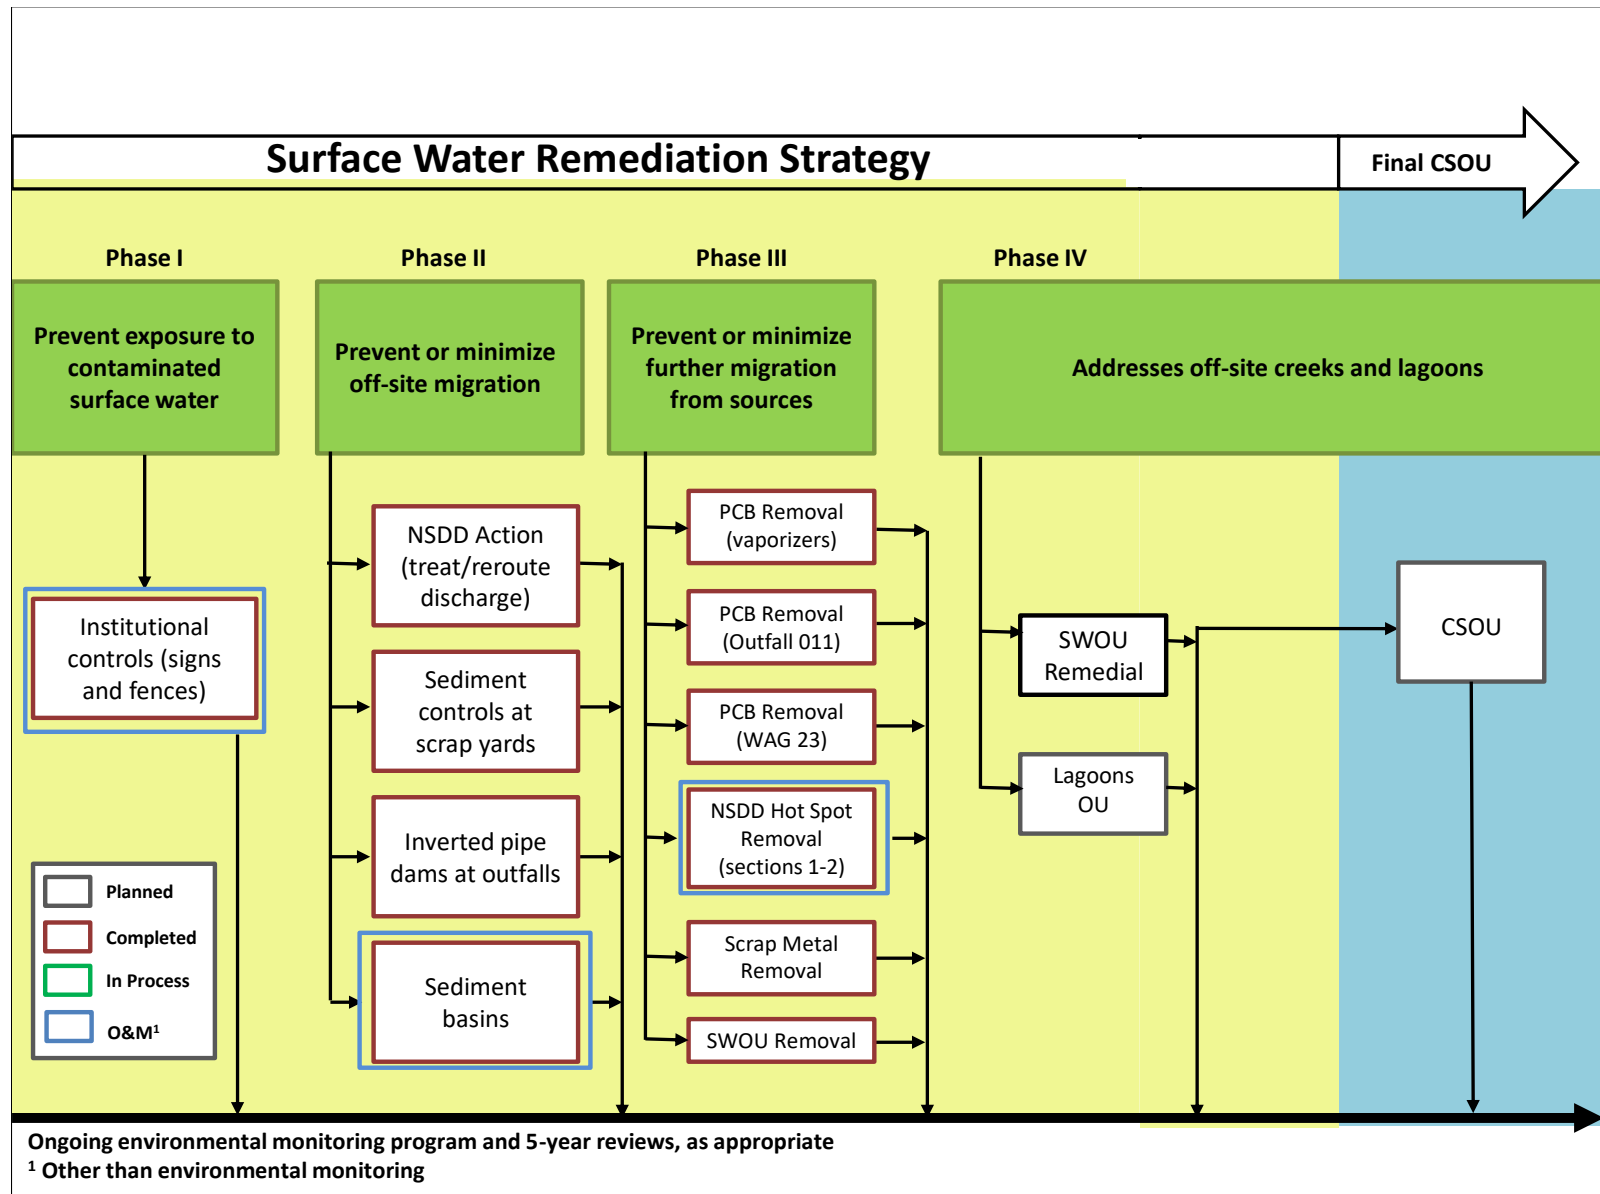 Surface Water Remediation Strategy
Final CSOU
Phase I
Phase II
Phase III
Phase IV
Prevent exposure to
contaminated
surface water
Prevent or minimize
off-site migration
Prevent or minimize
further migration
from sources
Addresses off-site creeks and lagoons
Institutional
controls (signs
and fences)
NSDD Action
(treat/reroute
discharge)
Sediment
controls at
scrap yards
Inverted pipe
dams at outfalls
Sediment
basins
PCB Removal
(vaporizers)
PCB Removal
(Outfall 011)
PCB Removal
(WAG 23)
NSDD Hot Spot
Removal
(sections 1-2)
Scrap Metal
Removal
SWOU Removal
SWOU
Remedial
Lagoons
OU
CSOU
Planned
Completed
In Process
O&M¹
Ongoing environmental monitoring program and 5-year reviews, as appropriate
¹ Other than environmental monitoring